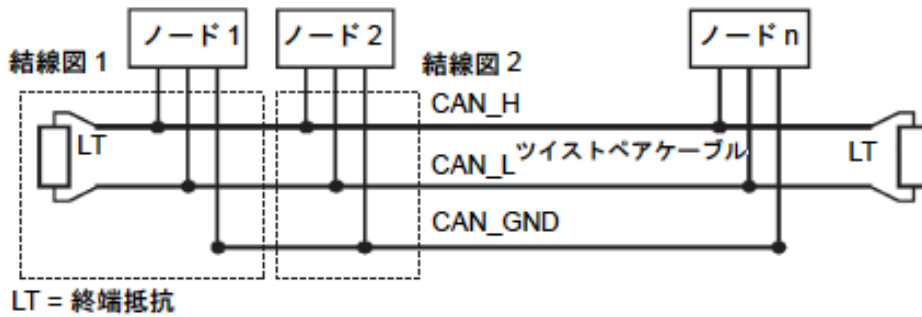 ノード 1
ノード 2
ノード n
結線図 1
結線図 2
CAN_H
LT
CAN_L
ツイストペアケーブル
LT
CAN_GND
LT = 終端抵抗